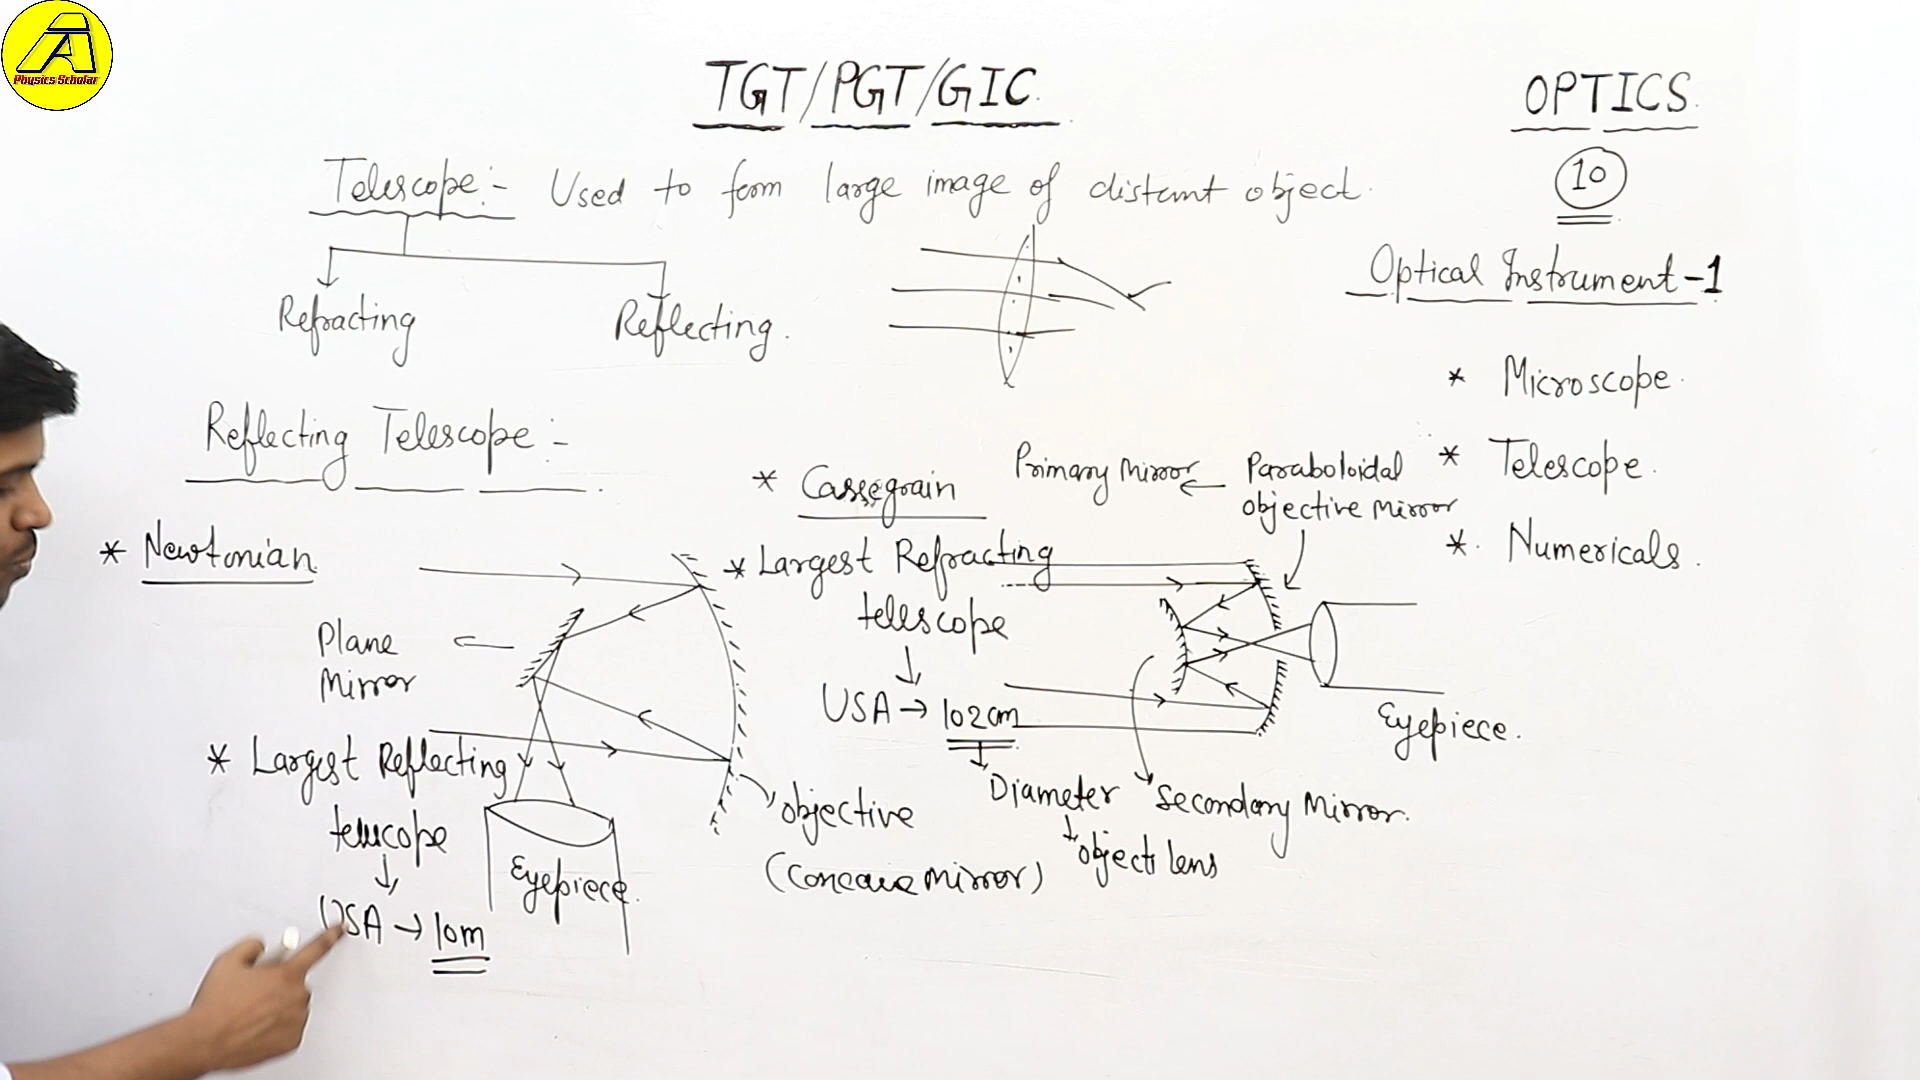 A
Physics Scholar
TGT/PGT/GIC.
OPTICS.
10
Telescope:- Used to form large image of distant object.
Optical Instrument-1
Refracting
Reflecting.
* Microscope.
* Telescope.
* Numericals.
Reflecting Telescope:-
* Newtonian
Plane
Mirror
* Largest Reflecting
telescope
USA → 10m
Eyepiece.
objective
(Concave Mirror)
* Cassegrain
Primary Mirror ← Paraboloidal
objective Mirror
* Largest Refracting
telescope
USA → 102cm
Diameter
objecti lens
Secondary Mirror.
Eyepiece.